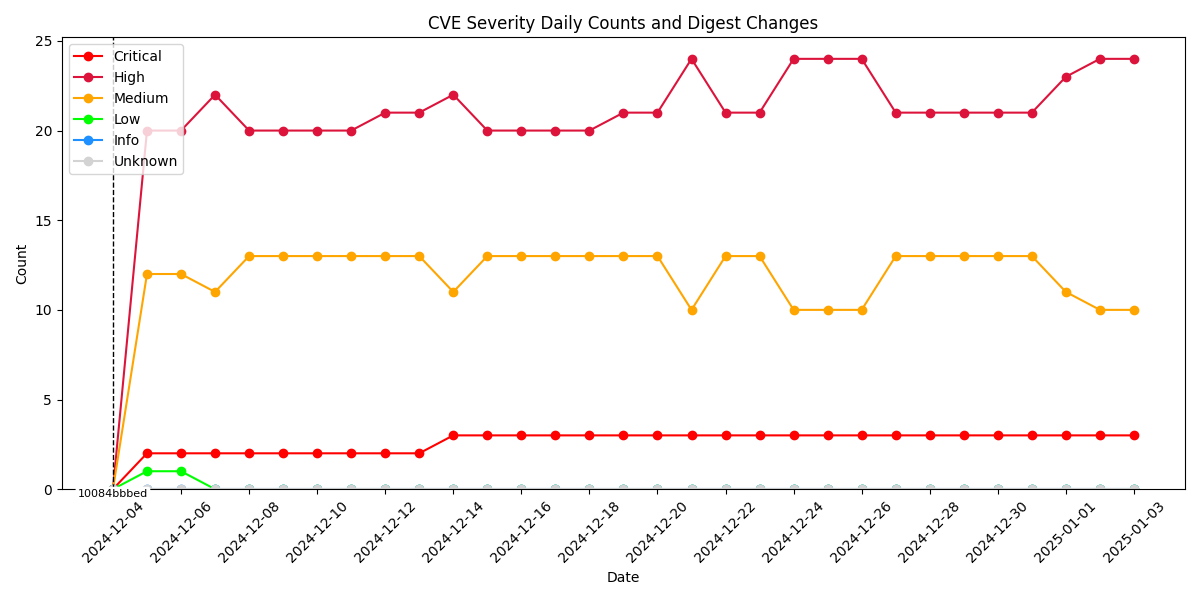 CVE Severity Daily Counts and Digest Changes
25
20
15
10
5
0
Count
Critical
High
Medium
Low
Info
Unknown
10084bbbed
2024-12-04
2024-12-06
2024-12-08
2024-12-10
2024-12-12
2024-12-14
2024-12-16
2024-12-18
2024-12-20
2024-12-22
2024-12-24
2024-12-26
2024-12-28
2024-12-30
2025-01-01
2025-01-03
Date